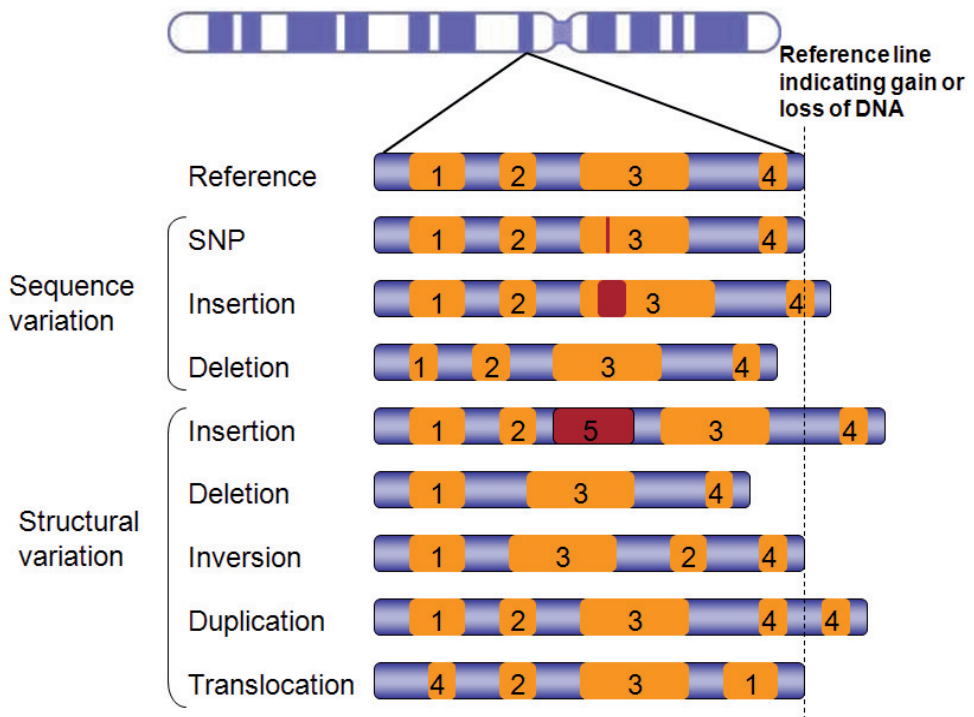 Reference line
indicating gain or
loss of DNA
Reference
1 2 3 4
Sequence
variation
SNP
1 2 3 4
Insertion
1 2 3 4
Deletion
1 2 3 4
Structural
variation
Insertion
1 2 5 3 4
Deletion
1 3 4
Inversion
1 3 2 4
Duplication
1 2 3 4 4
Translocation
4 2 3 1